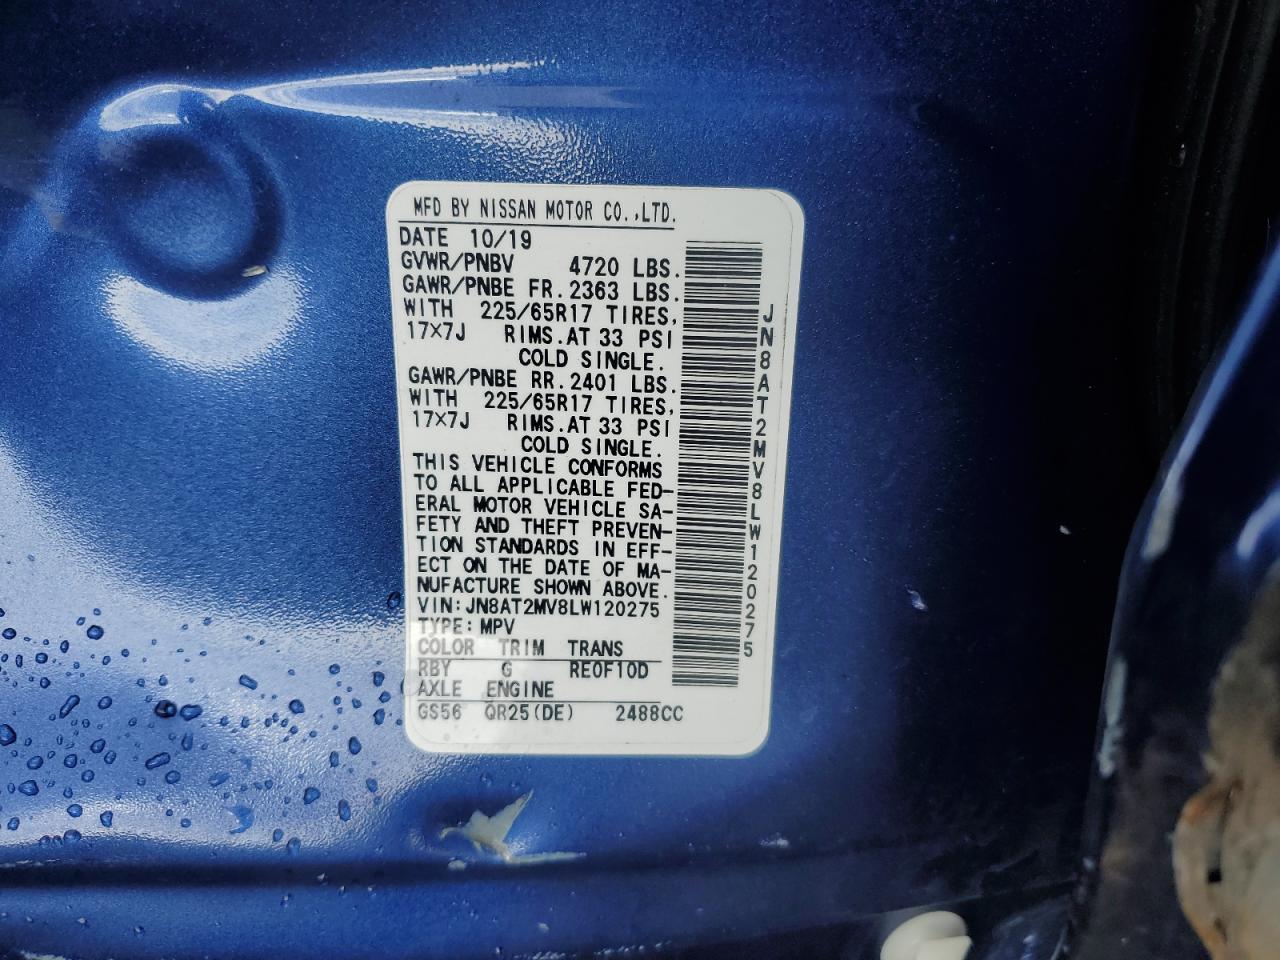 MFD BY NISSAN MOTOR CO.,LTD.
DATE 10/19
GVWR/PNBV 4720 LBS.
GAWR/PNBE FR. 2363 LBS.
WITH 225/65R17 TIRES,
17×7J RIMS.AT 33 PSI
COLD SINGLE.
GAWR/PNBE RR. 2401 LBS.
WITH 225/65R17 TIRES,
17×7J RIMS.AT 33 PSI
COLD SINGLE.
THIS VEHICLE CONFORMS
TO ALL APPLICABLE FED-
ERAL MOTOR VEHICLE SA-
FETY AND THEFT PREVEN-
TION STANDARDS IN EFF-
ECT ON THE DATE OF MA-
NUFACTURE SHOWN ABOVE.
VIN:JN8AT2MV8LW120275
TYPE:MPV
COLOR TRIM TRANS
RBY G RE0F10D
AXLE ENGINE
GS56 QR25(DE) 2488CC
JN8AT2MV8LW120275